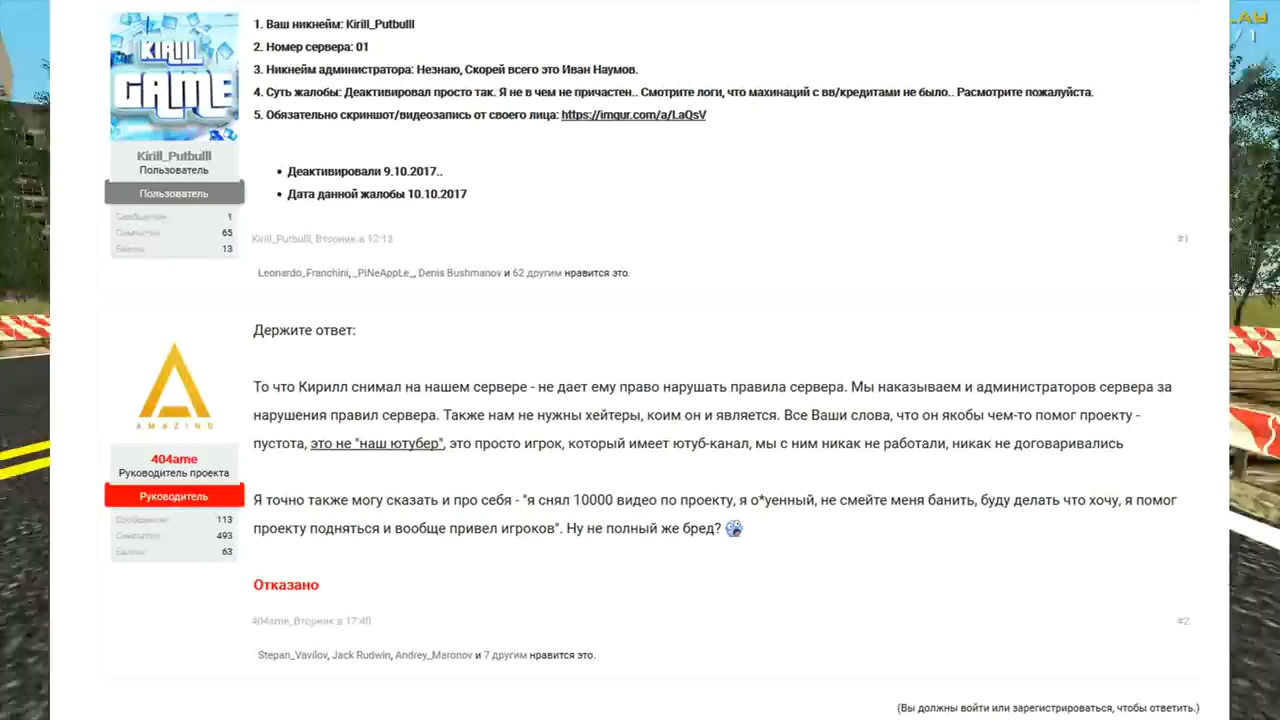 KIRILL
GAME
1. Ваш никнейм: Kirill_Putbulll
2. Номер сервера: 01
3. Никнейм администратора: Незнаю, Скорей всего это Иван Наумов.
4. Суть жалобы: Деактивировал просто так. Я не в чем не причастен.. Смотрите логи, что махинаций с вв/кредитами не было.. Расмотрите пожалуйста.
5. Обязательно скриншот/видеозапись от своего лица: https://imgur.com/a/LaQsV
Kirill_Putbulll
Пользователь
Пользователь
• Деактивировали 9.10.2017..
• Дата данной жалобы 10.10.2017
Сообщения: 1
Симпатии: 65
Баллы: 13
Kirill_Putbulll, Вторник в 12:13
#1
Leonardo_Franchini, _PiNeAppLe_, Denis Bushmanov и 62 другим нравится это.
AMAZING
404ame
Руководитель проекта
Руководитель
Сообщения: 113
Симпатии: 493
Баллы: 63
Держите ответ:
То что Кирилл снимал на нашем сервере - не дает ему право нарушать правила сервера. Мы наказываем и администраторов сервера за
нарушения правил сервера. Также нам не нужны хейтеры, коим он и является. Все Ваши слова, что он якобы чем-то помог проекту -
пустота, это не "наш ютубер", это просто игрок, который имеет ютуб-канал, мы с ним никак не работали, никак не договаривались
Я точно также могу сказать и про себя - "я снял 10000 видео по проекту, я о*уенный, не смейте меня банить, буду делать что хочу, я помог
проекту подняться и вообще привел игроков". Ну не полный же бред?
Отказано
404ame, Вторник в 17:48
#2
Stepan_Vavilov, Jack Rudwin, Andrey_Maronov и 7 другим нравится это.
(Вы должны войти или зарегистрироваться, чтобы ответить.)